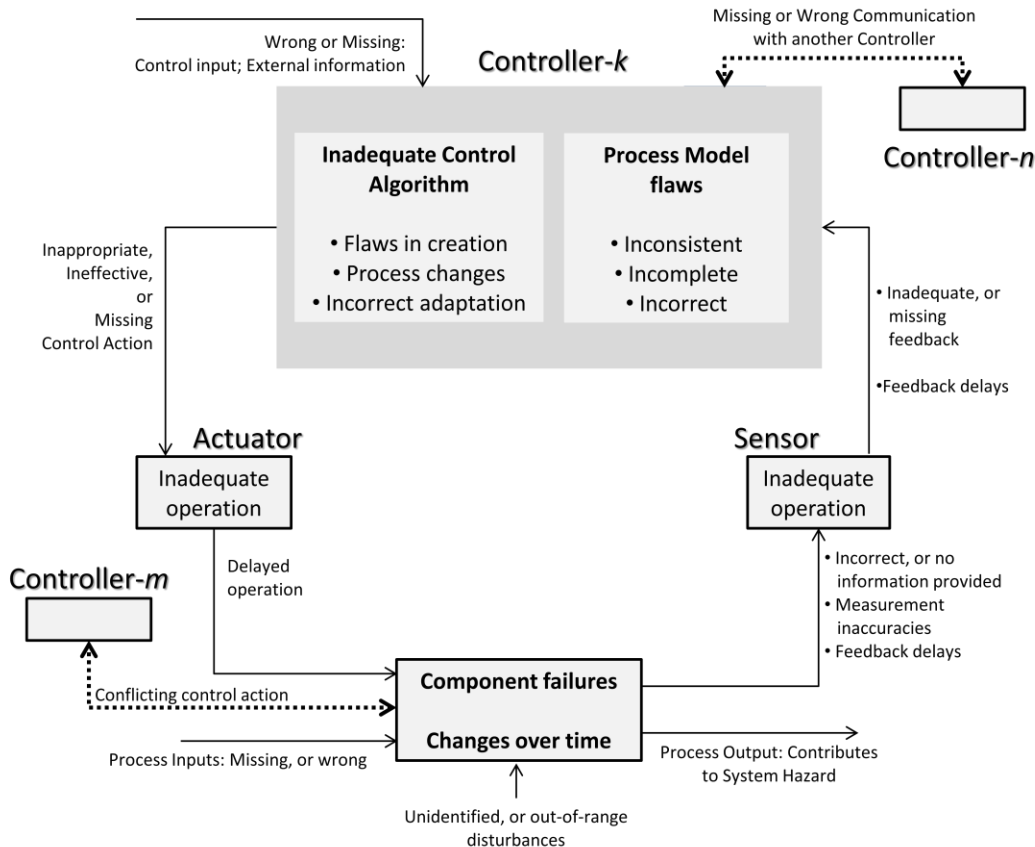 Wrong or Missing:
Control input; External information
Missing or Wrong Communication
with another Controller
Controller-k
Controller-n
Inadequate Control
Algorithm
• Flaws in creation
• Process changes
• Incorrect adaptation
Process Model
flaws
• Inconsistent
• Incomplete
• Incorrect
Inappropriate,
Ineffective,
or
Missing
Control Action
• Inadequate, or
missing
feedback
•Feedback delays
Actuator
Inadequate
operation
Sensor
Inadequate
operation
Delayed
operation
Controller-m
• Incorrect, or no
information provided
• Measurement
inaccuracies
• Feedback delays
Conflicting control action
Component failures
Changes over time
Process Inputs: Missing, or wrong
Process Output: Contributes
to System Hazard
Unidentified, or out-of-range
disturbances